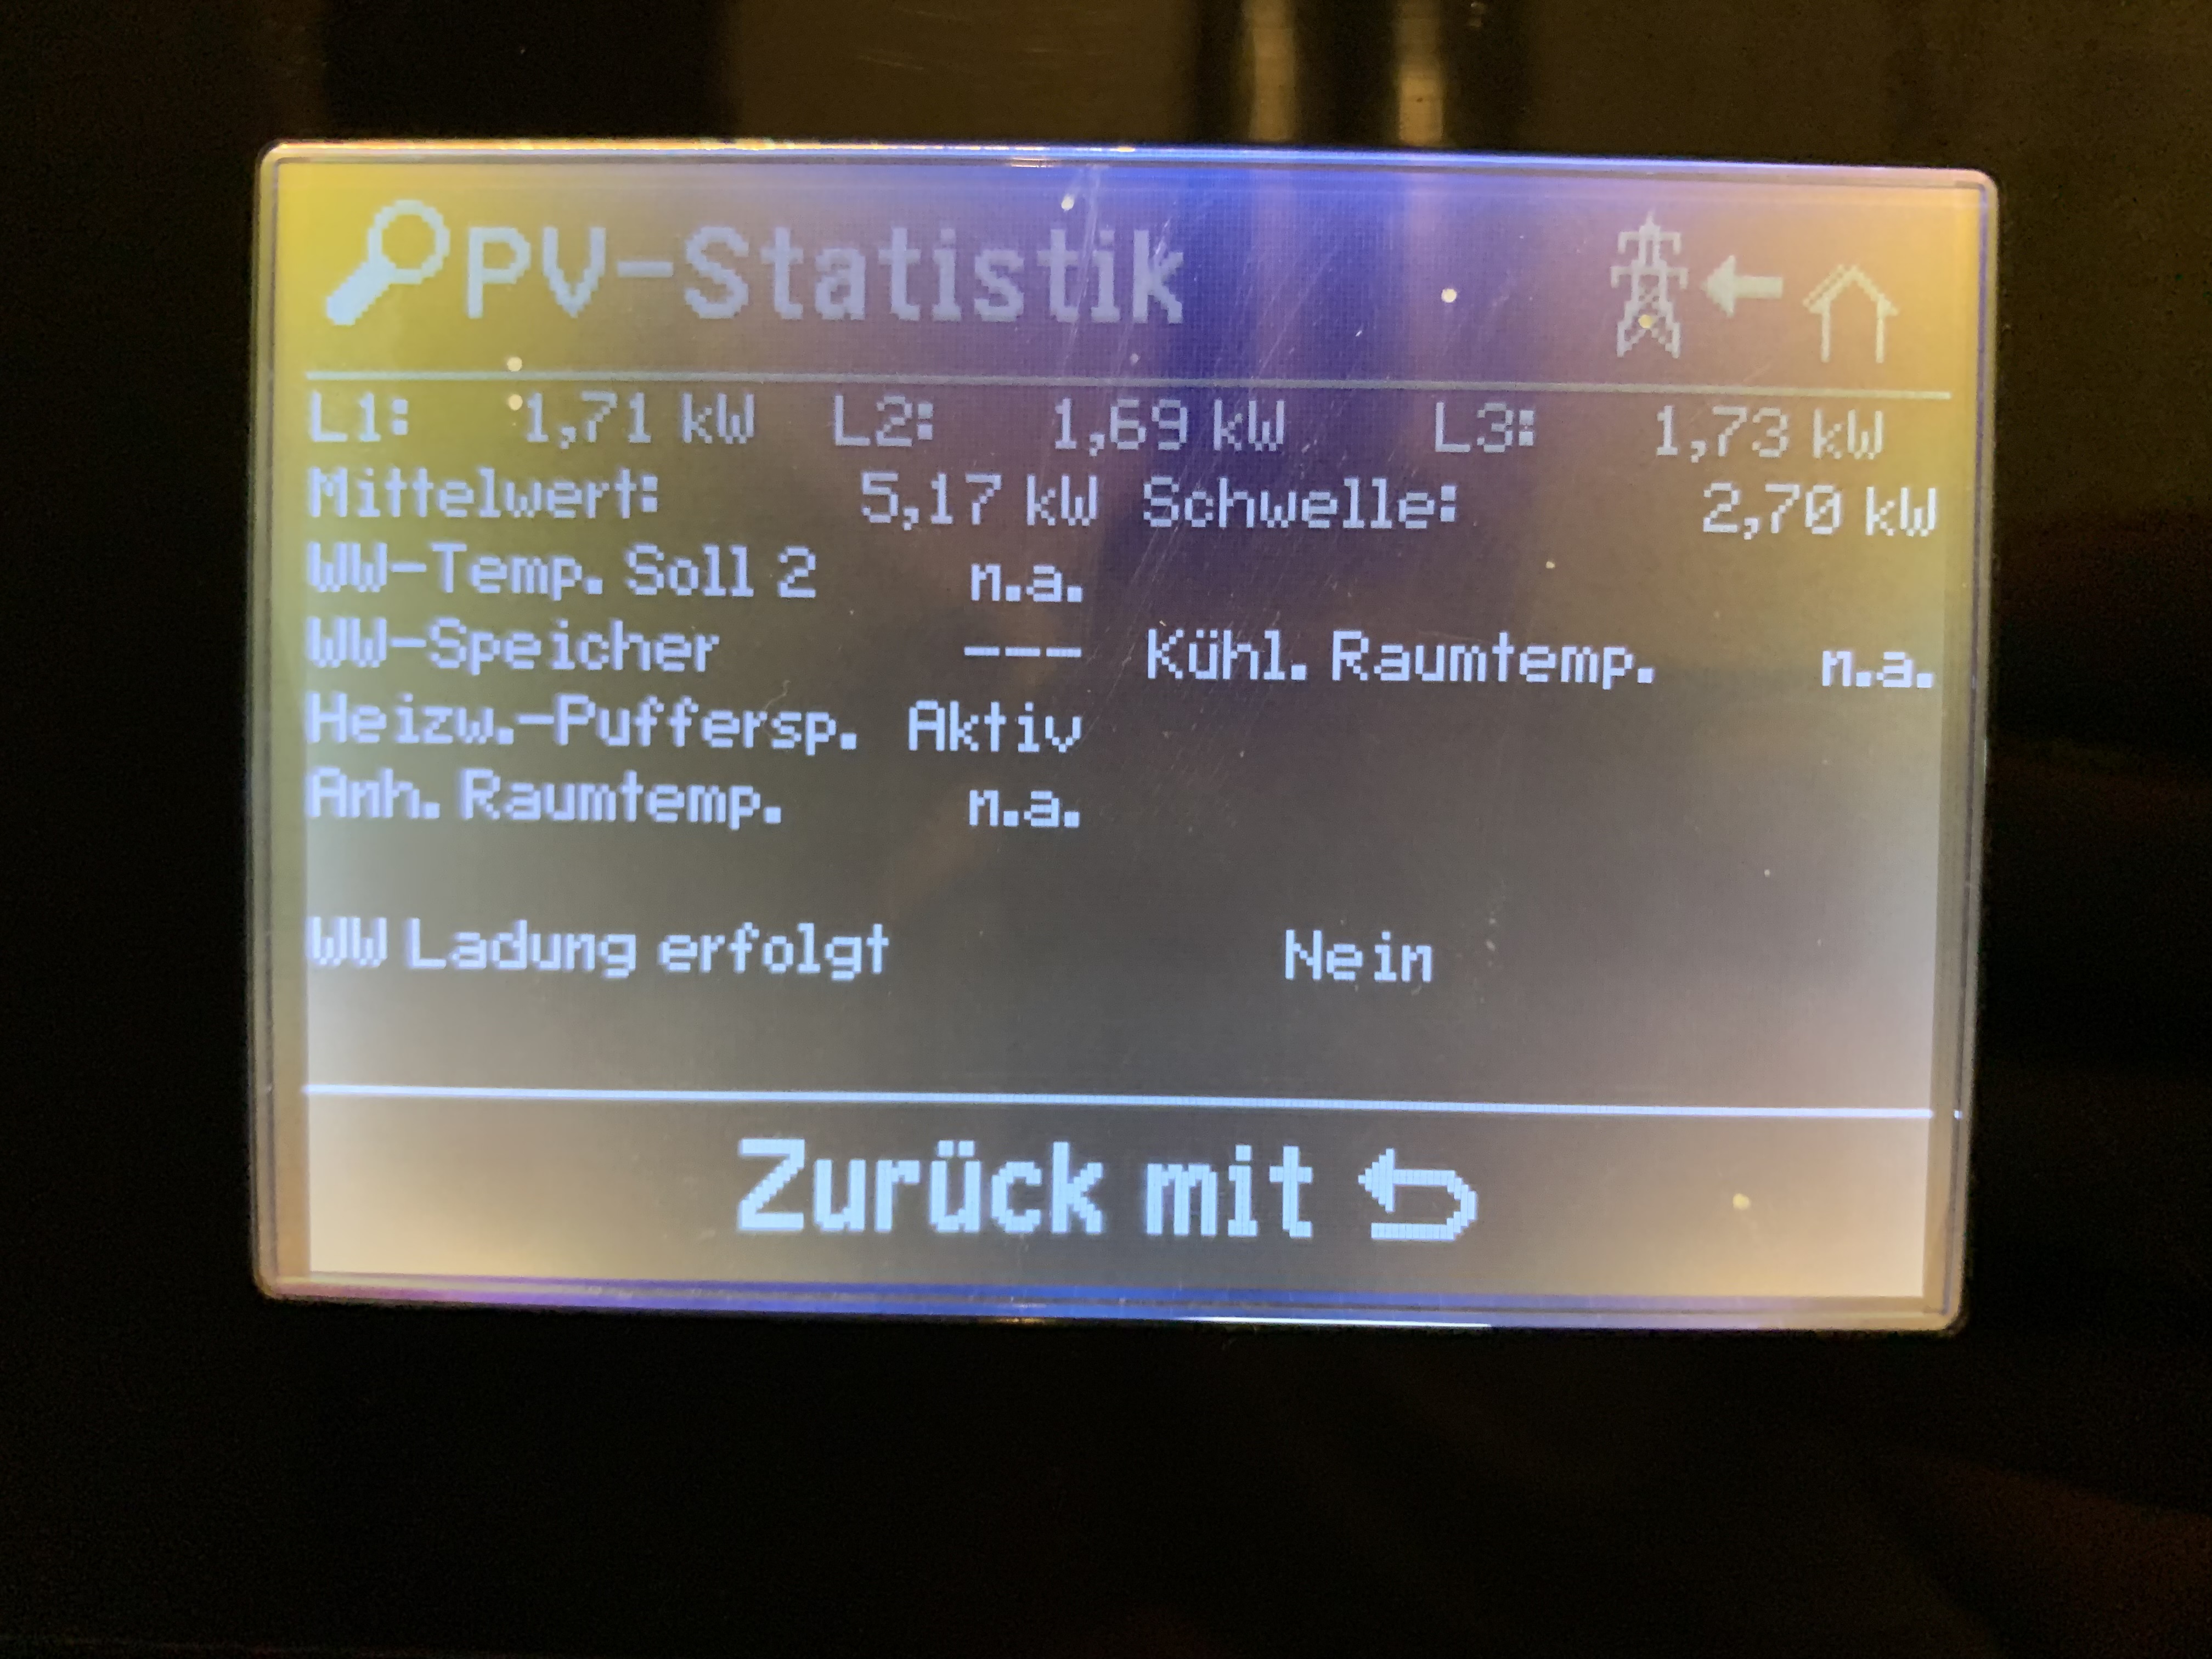 PV-Statistik
L1: 1,71 kW L2: 1,69 kW L3: 1,73 kW
Mittelwert: 5,17 kW Schwelle: 2,70 kW
WW-Temp. Soll 2 n.a.
WW-Speicher --- Kühl. Raumtemp. n.a.
Heizw.-Puffersp. Aktiv
Anh. Raumtemp. n.a.
WW Ladung erfolgt Nein
Zurück mit